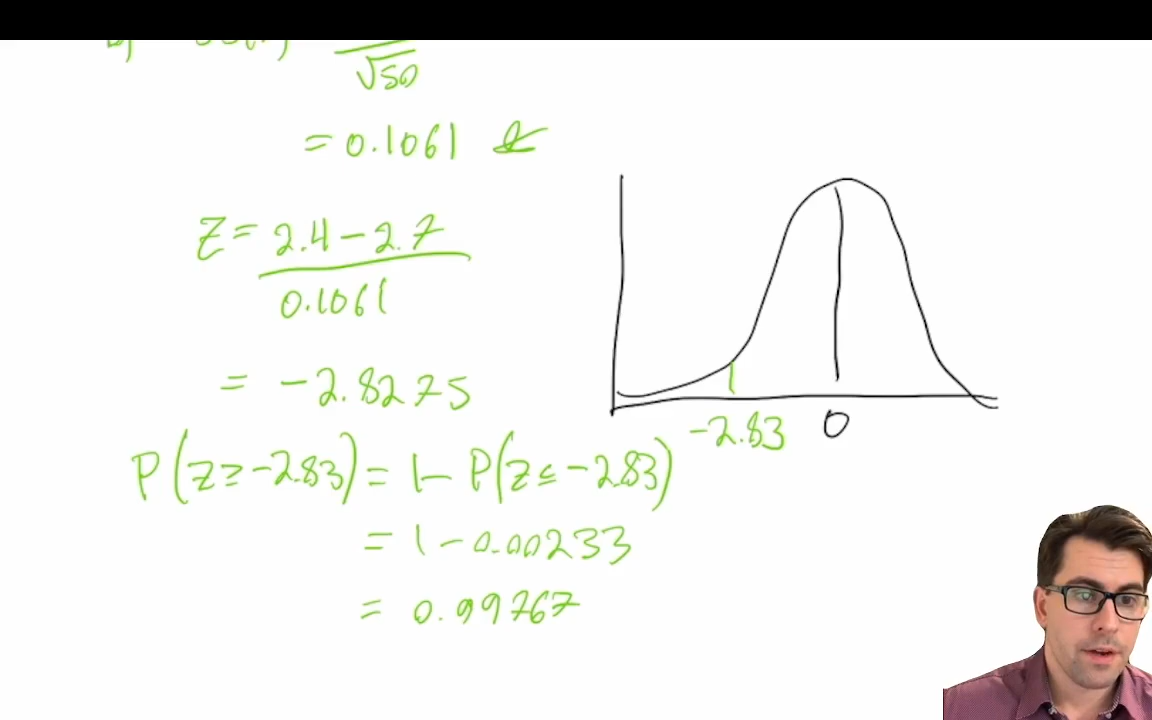 √50
= 0.1061
Z = 2.4 - 2.7
0.1061
= -2.8275
-2.83 0
P(Z ≥ -2.83) = 1 - P(Z ≤ -2.83)
= 1 - 0.00233
= 0.99767